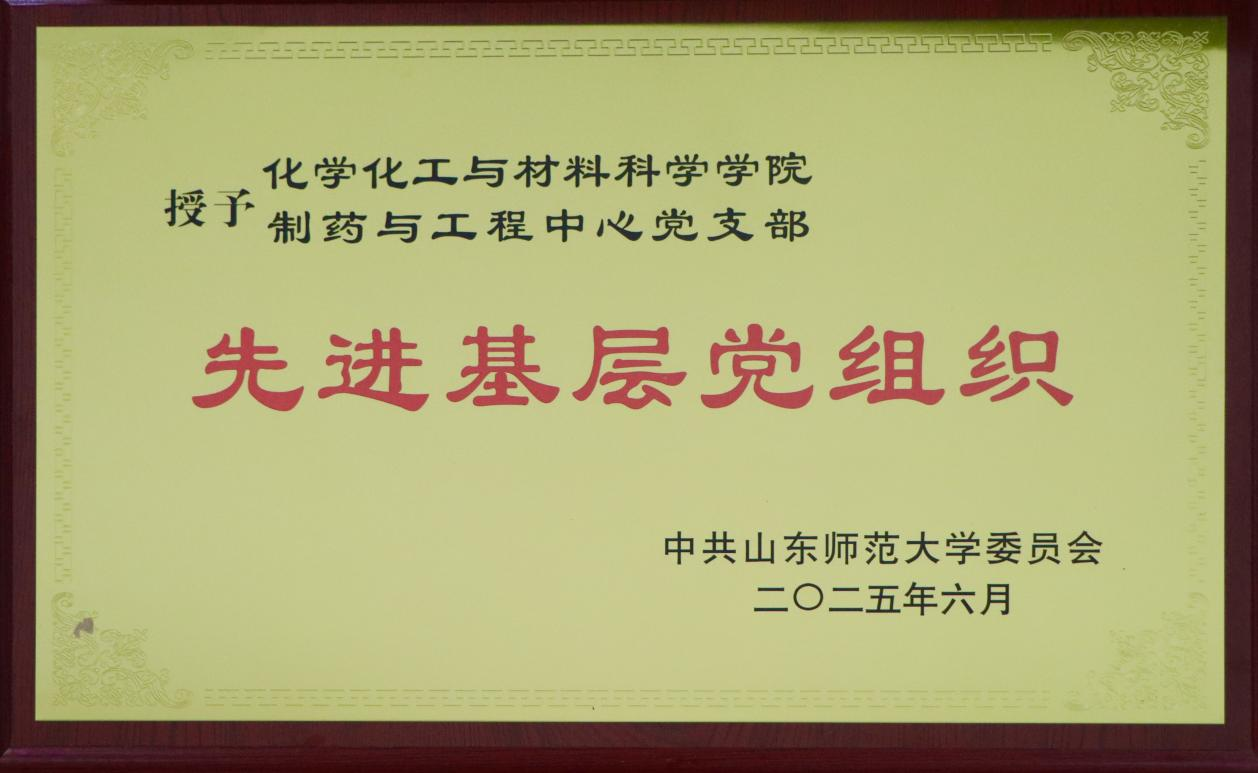 授予
化学化工与材料科学学院
制药与工程中心党支部
先进基层党组织
中共山东师范大学委员会
二〇二五年六月